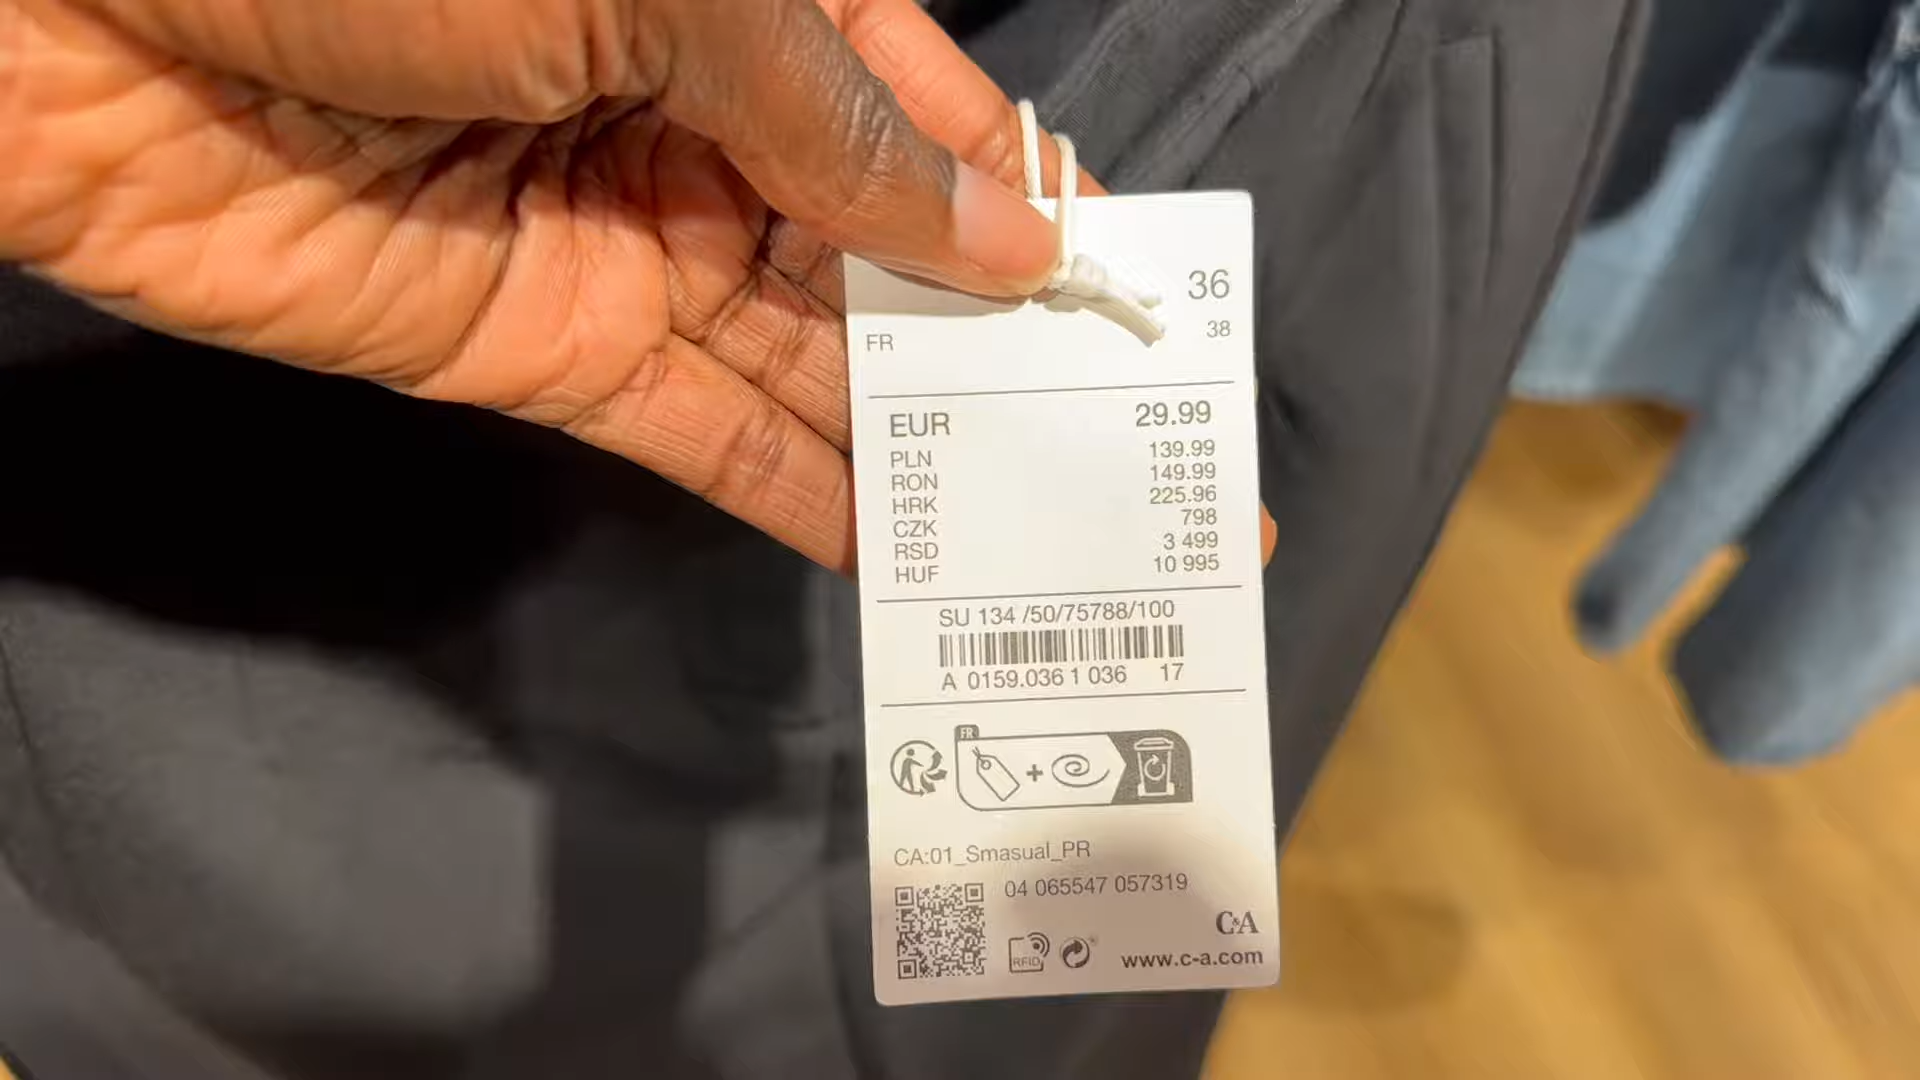 36
FR 38
EUR 29.99
PLN 139.99
RON 149.99
HRK 225.96
CZK 798
RSD 3 499
HUF 10 995
SU 134 /50/75788/100
A 0159.036 1 036 17
FR
+
CA:01_Smasual_PR
04 065547 057319
C&A
RFID
www.c-a.com